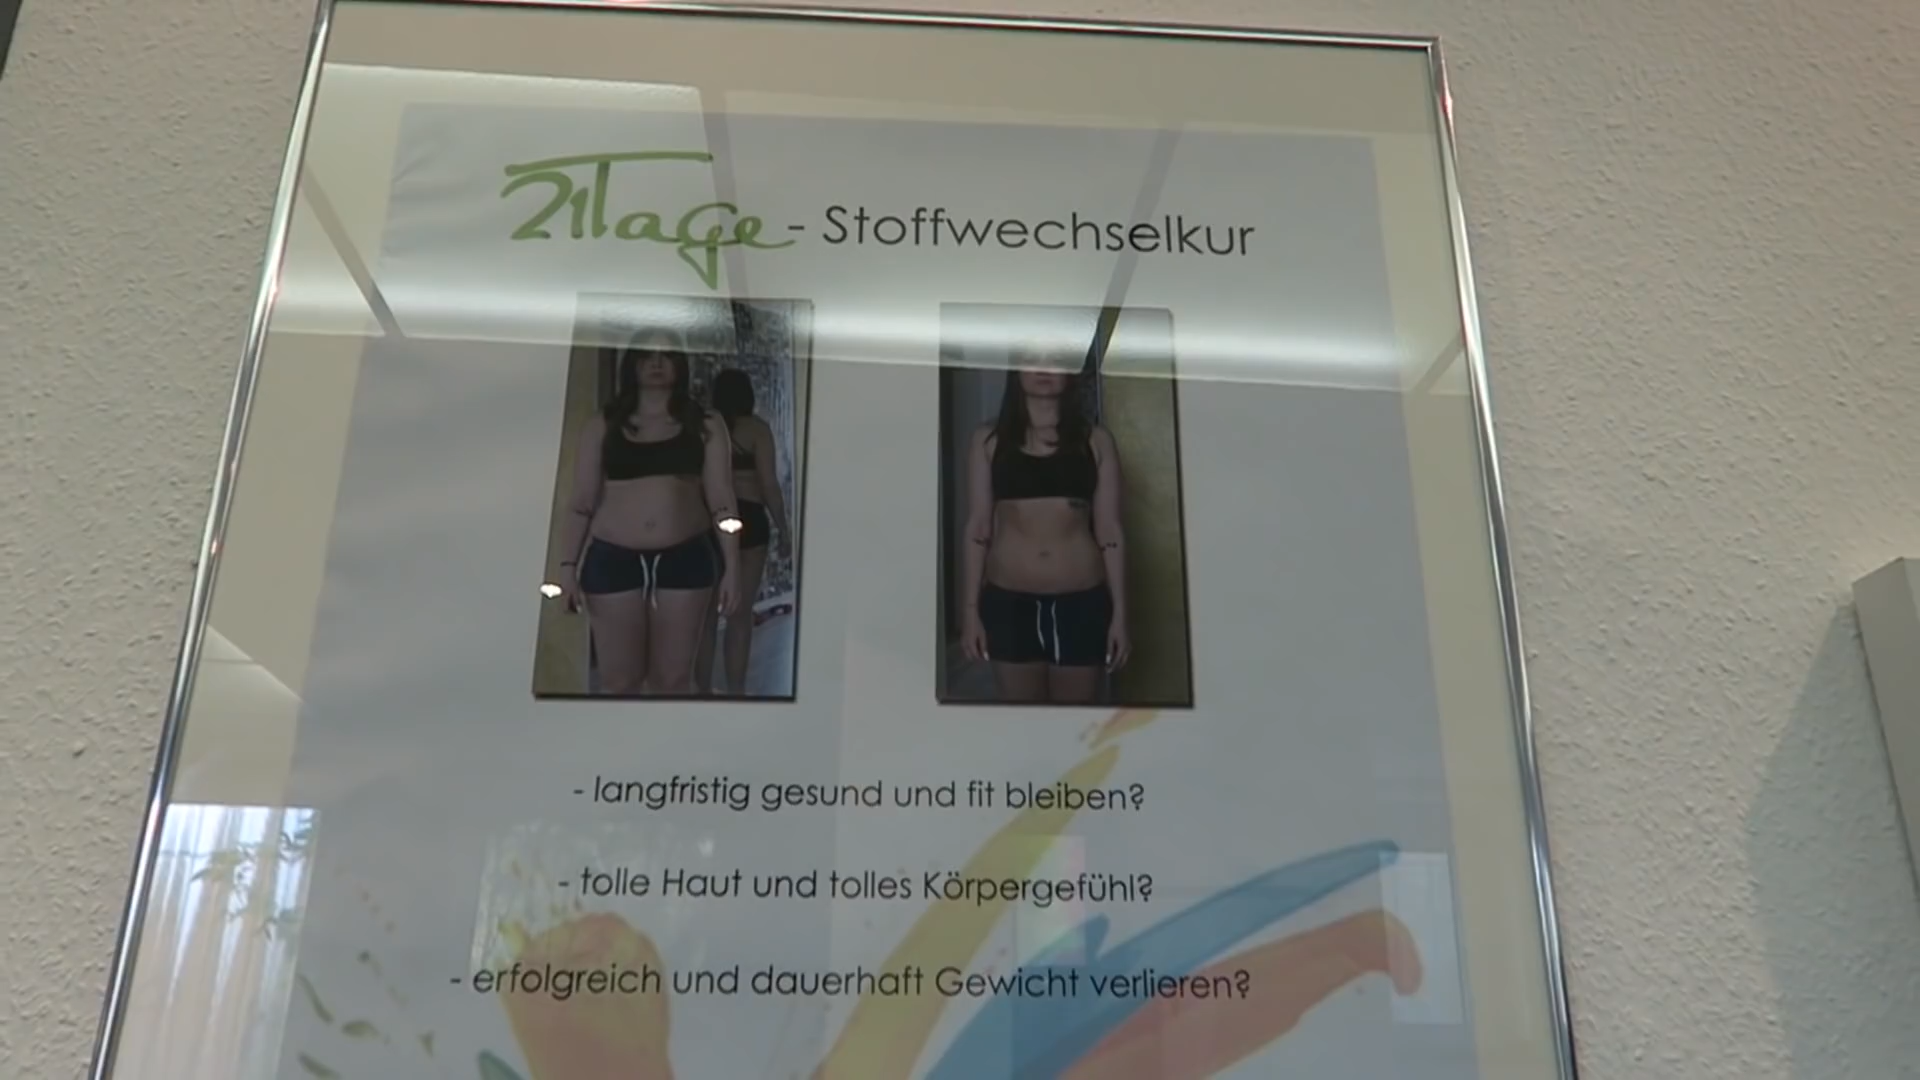 21Tage - Stoffwechselkur
- langfristig gesund und fit bleiben?
- tolle Haut und tolles Körpergefühl?
- erfolgreich und dauerhaft Gewicht verlieren?